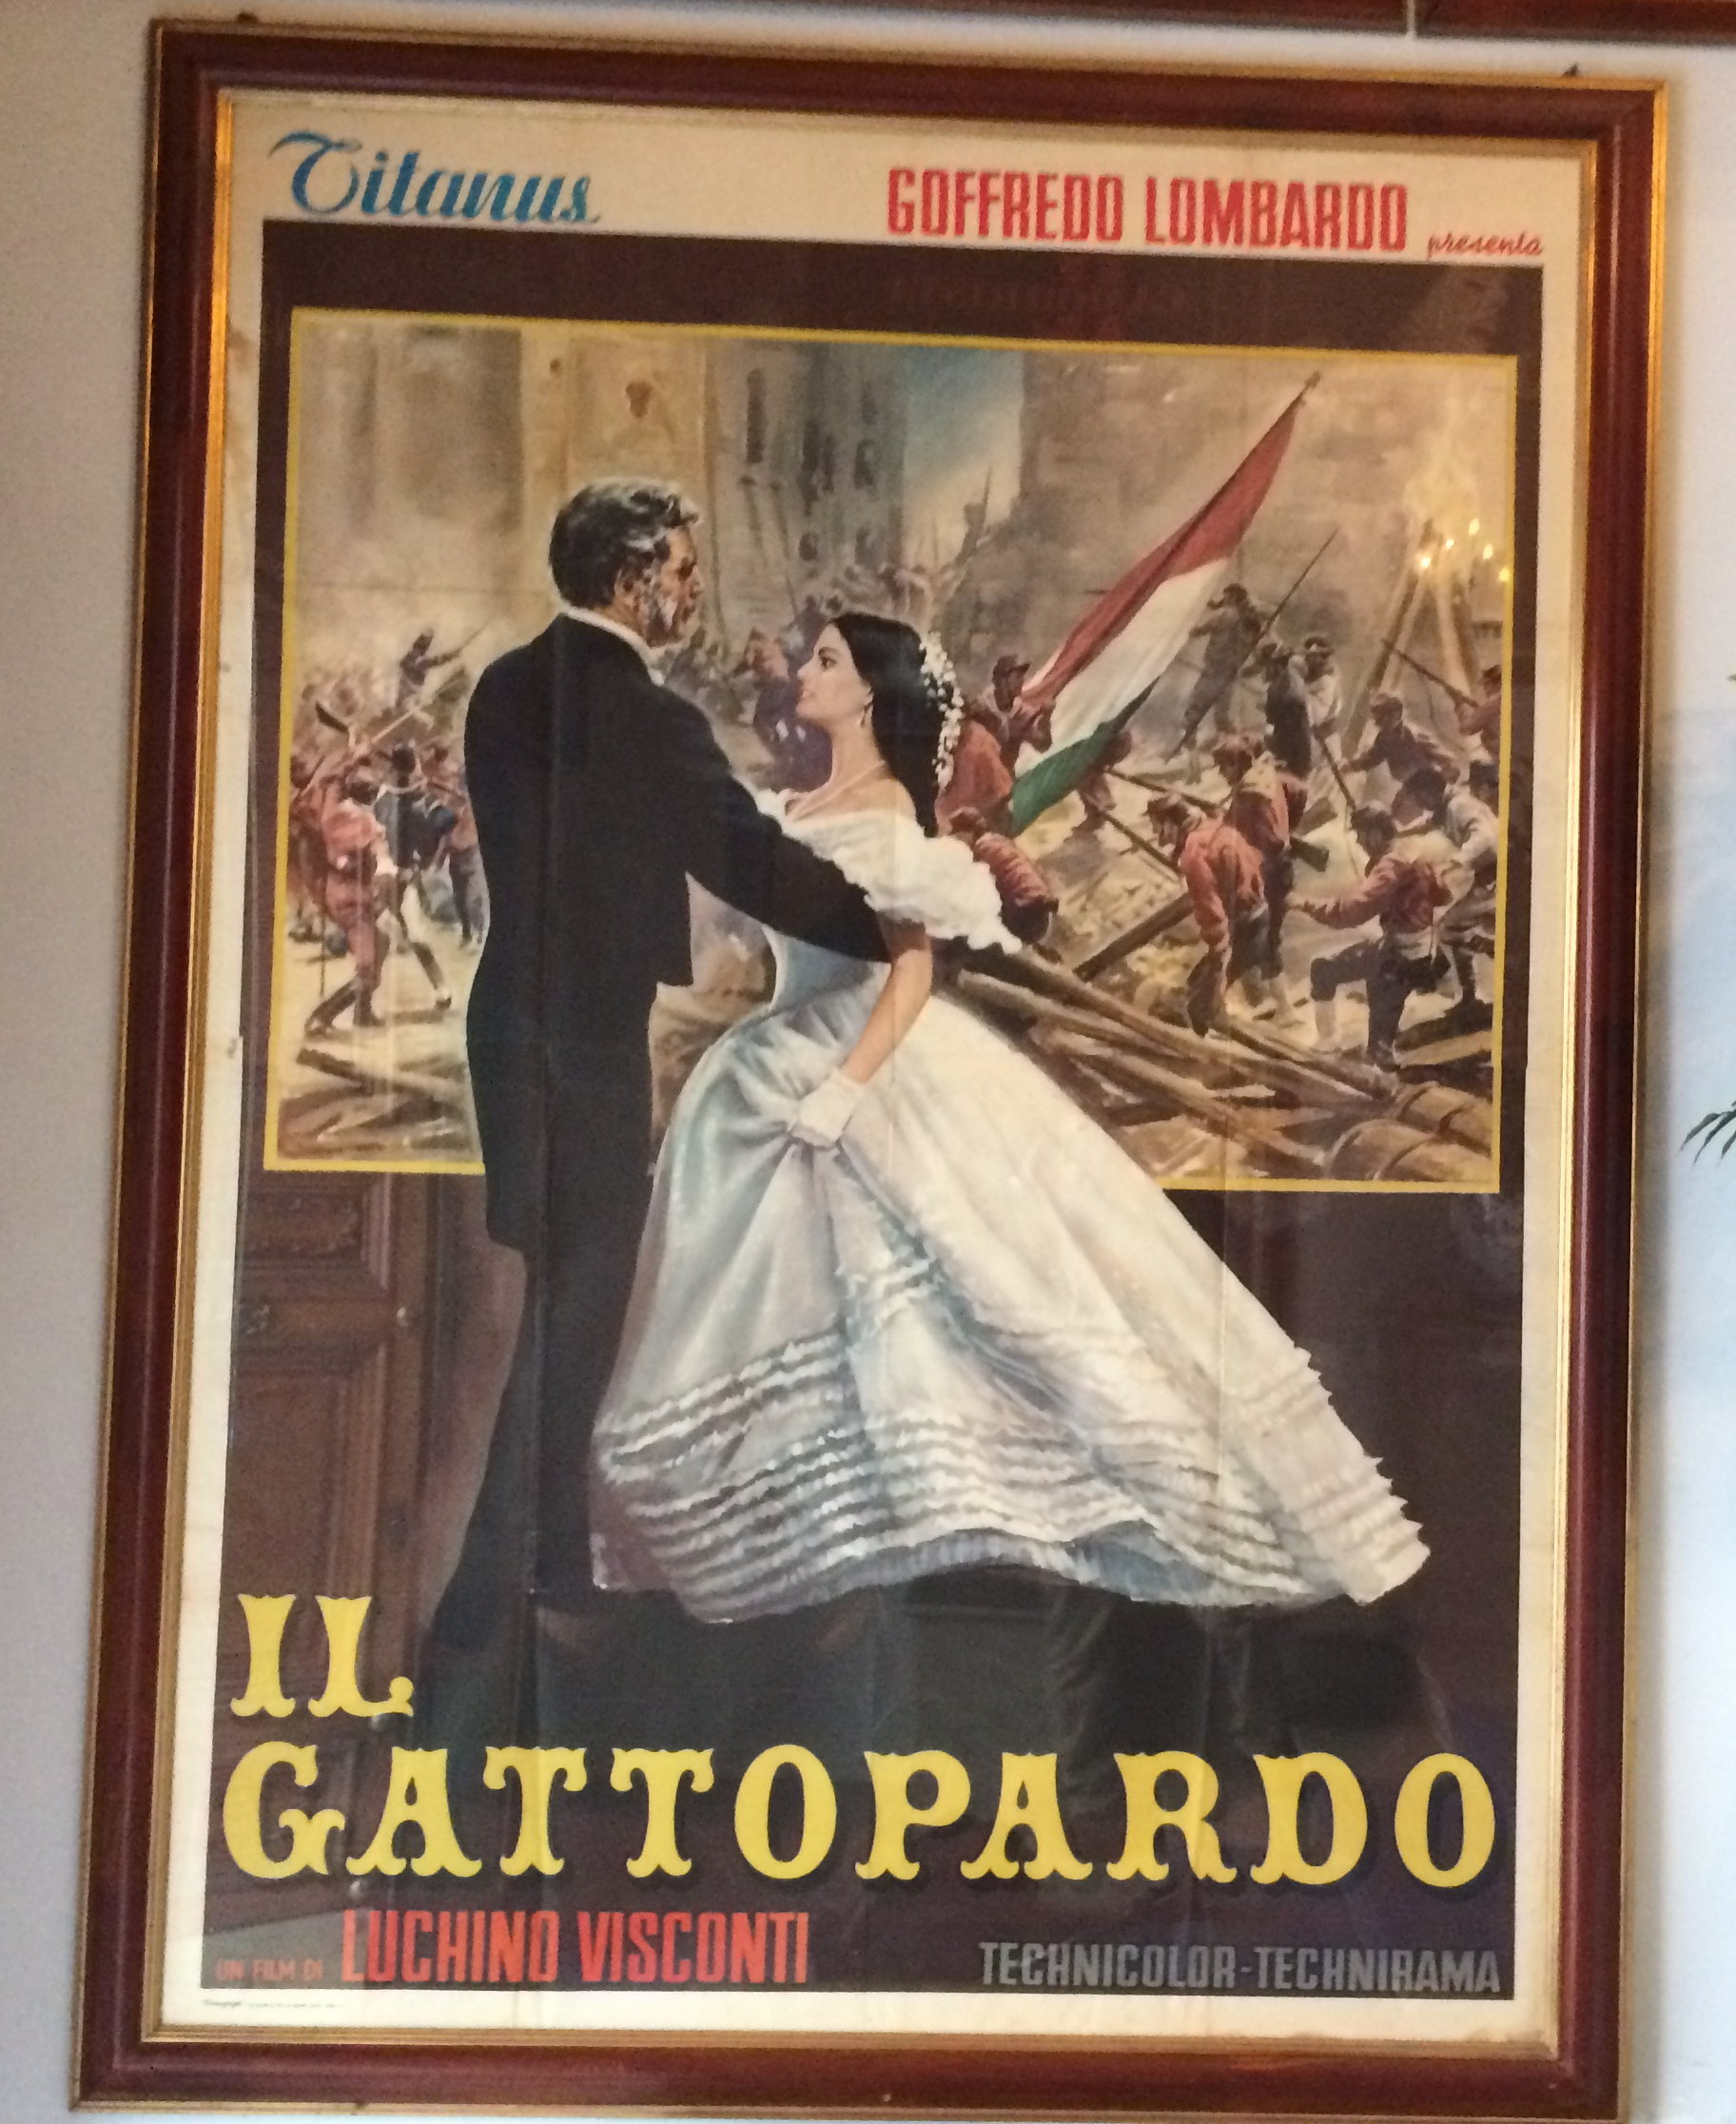 Titanus
GOFFREDO LOMBARDO presenta
IL
GATTOPARDO
UN FILM DI LUCHINO VISCONTI
TECHNICOLOR-TECHNIRAMA